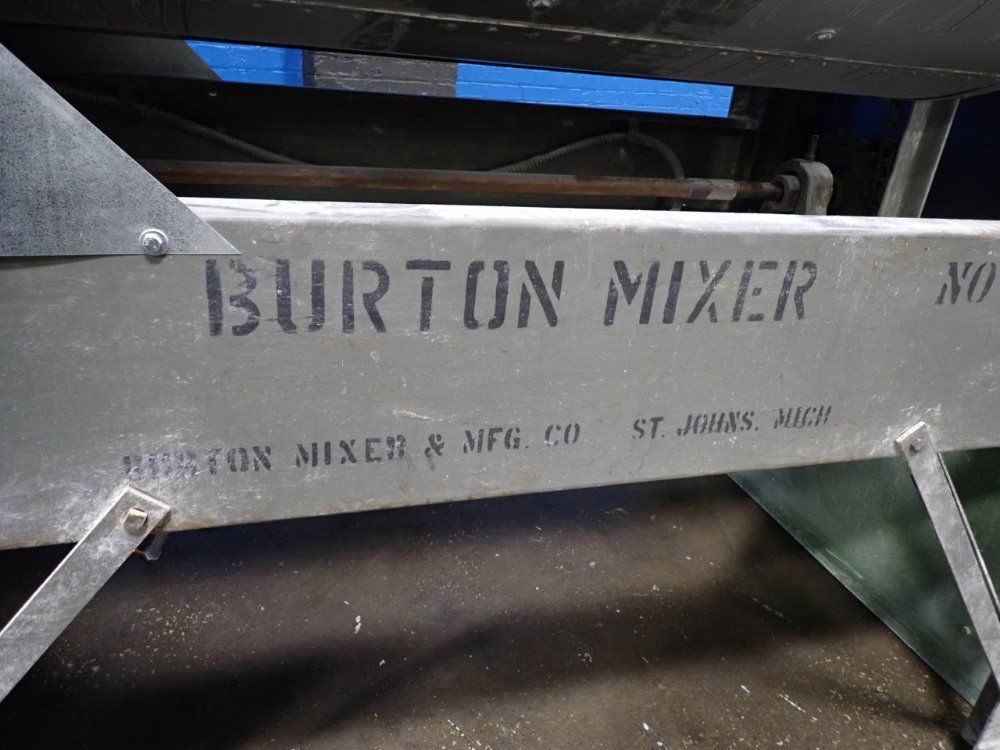 BURTON MIXER NO
BURTON MIXER & MFG. CO ST. JOHNS. MICH